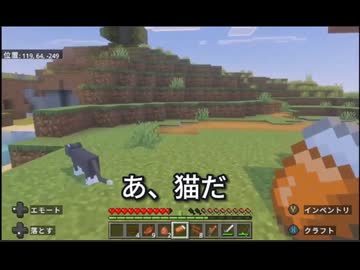 位置: 119, 64, -249
あ、猫だ
エモート
落とす
インベントリ
クラフト